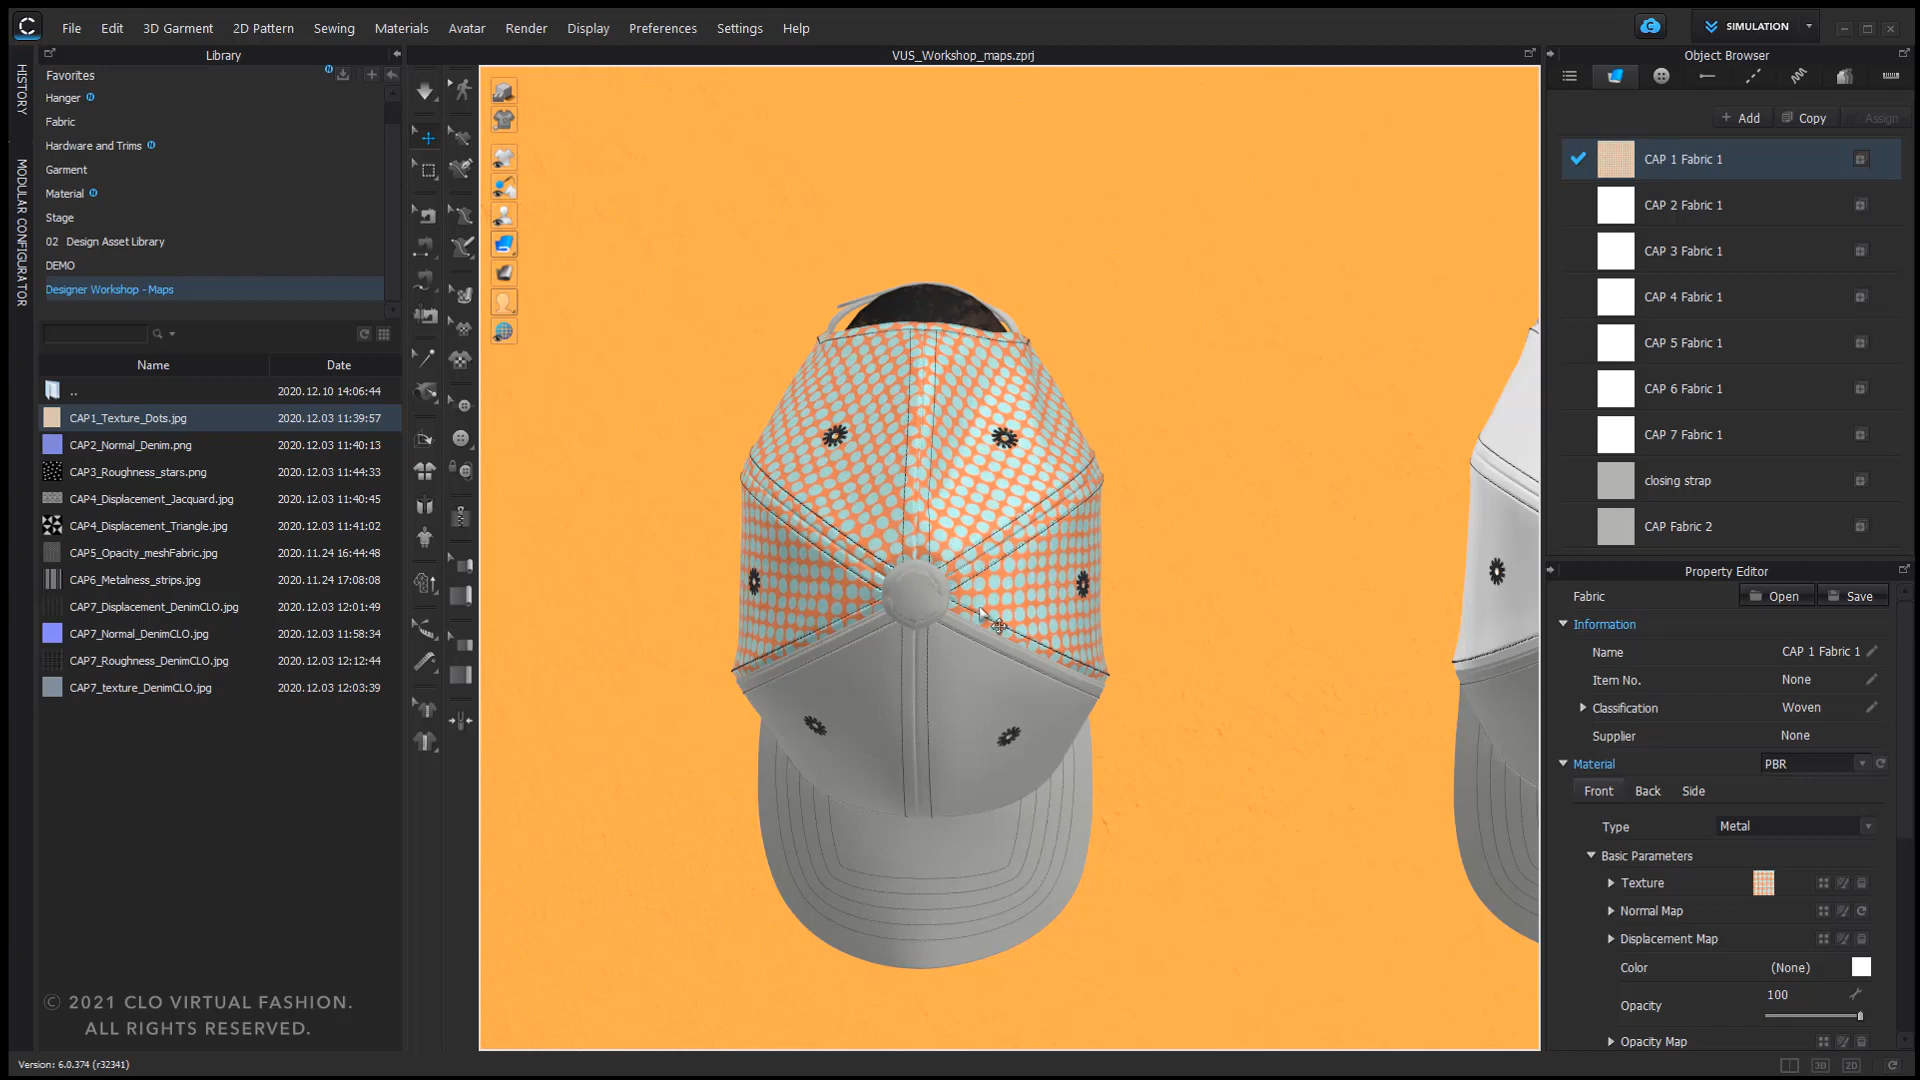 File Edit 3D Garment 2D Pattern Sewing Materials Avatar Render Display Preferences Settings Help
SIMULATION
Library
VUS_Workshop_maps.zprj
Object Browser
HISTORY
MODULAR CONFIGURATOR
Favorites
Hanger N
Fabric
Hardware and Trims N
Garment
Material N
Stage
02 Design Asset Library
DEMO
Designer Workshop - Maps
Name Date
.. 2020.12.10 14:06:44
CAP1_Texture_Dots.jpg 2020.12.03 11:39:57
CAP2_Normal_Denim.png 2020.12.03 11:40:13
CAP3_Roughness_stars.png 2020.12.03 11:44:33
CAP4_Displacement_Jacquard.jpg 2020.12.03 11:40:45
CAP4_Displacement_Triangle.jpg 2020.12.03 11:41:02
CAP5_Opacity_meshFabric.jpg 2020.11.24 16:44:48
CAP6_Metalness_strips.jpg 2020.11.24 17:08:08
CAP7_Displacement_DenimCLO.jpg 2020.12.03 12:01:49
CAP7_Normal_DenimCLO.jpg 2020.12.03 11:58:34
CAP7_Roughness_DenimCLO.jpg 2020.12.03 12:12:44
CAP7_texture_DenimCLO.jpg 2020.12.03 12:03:39
© 2021 CLO VIRTUAL FASHION.
ALL RIGHTS RESERVED.
Version: 6.0.374 (r32341)
+ Add Copy Assign
CAP 1 Fabric 1
CAP 2 Fabric 1
CAP 3 Fabric 1
CAP 4 Fabric 1
CAP 5 Fabric 1
CAP 6 Fabric 1
CAP 7 Fabric 1
closing strap
CAP Fabric 2
Property Editor
Fabric Open Save
Information
Name CAP 1 Fabric 1
Item No. None
Classification Woven
Supplier None
Material PBR
Front Back Side
Type Metal
Basic Parameters
Texture
Normal Map
Displacement Map
Color (None)
Opacity 100
Opacity Map
3D 2D